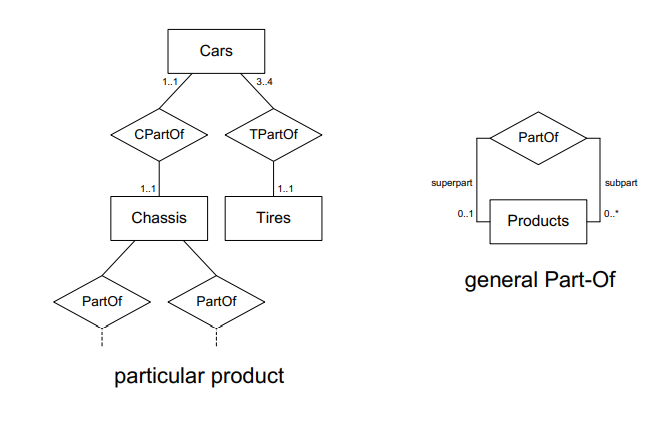 Cars
1..1
3..4
CPartOf
TPartOf
1..1
1..1
Chassis
Tires
PartOf
PartOf
particular product
PartOf
superpart
subpart
0..1
0..*
Products
general Part-Of